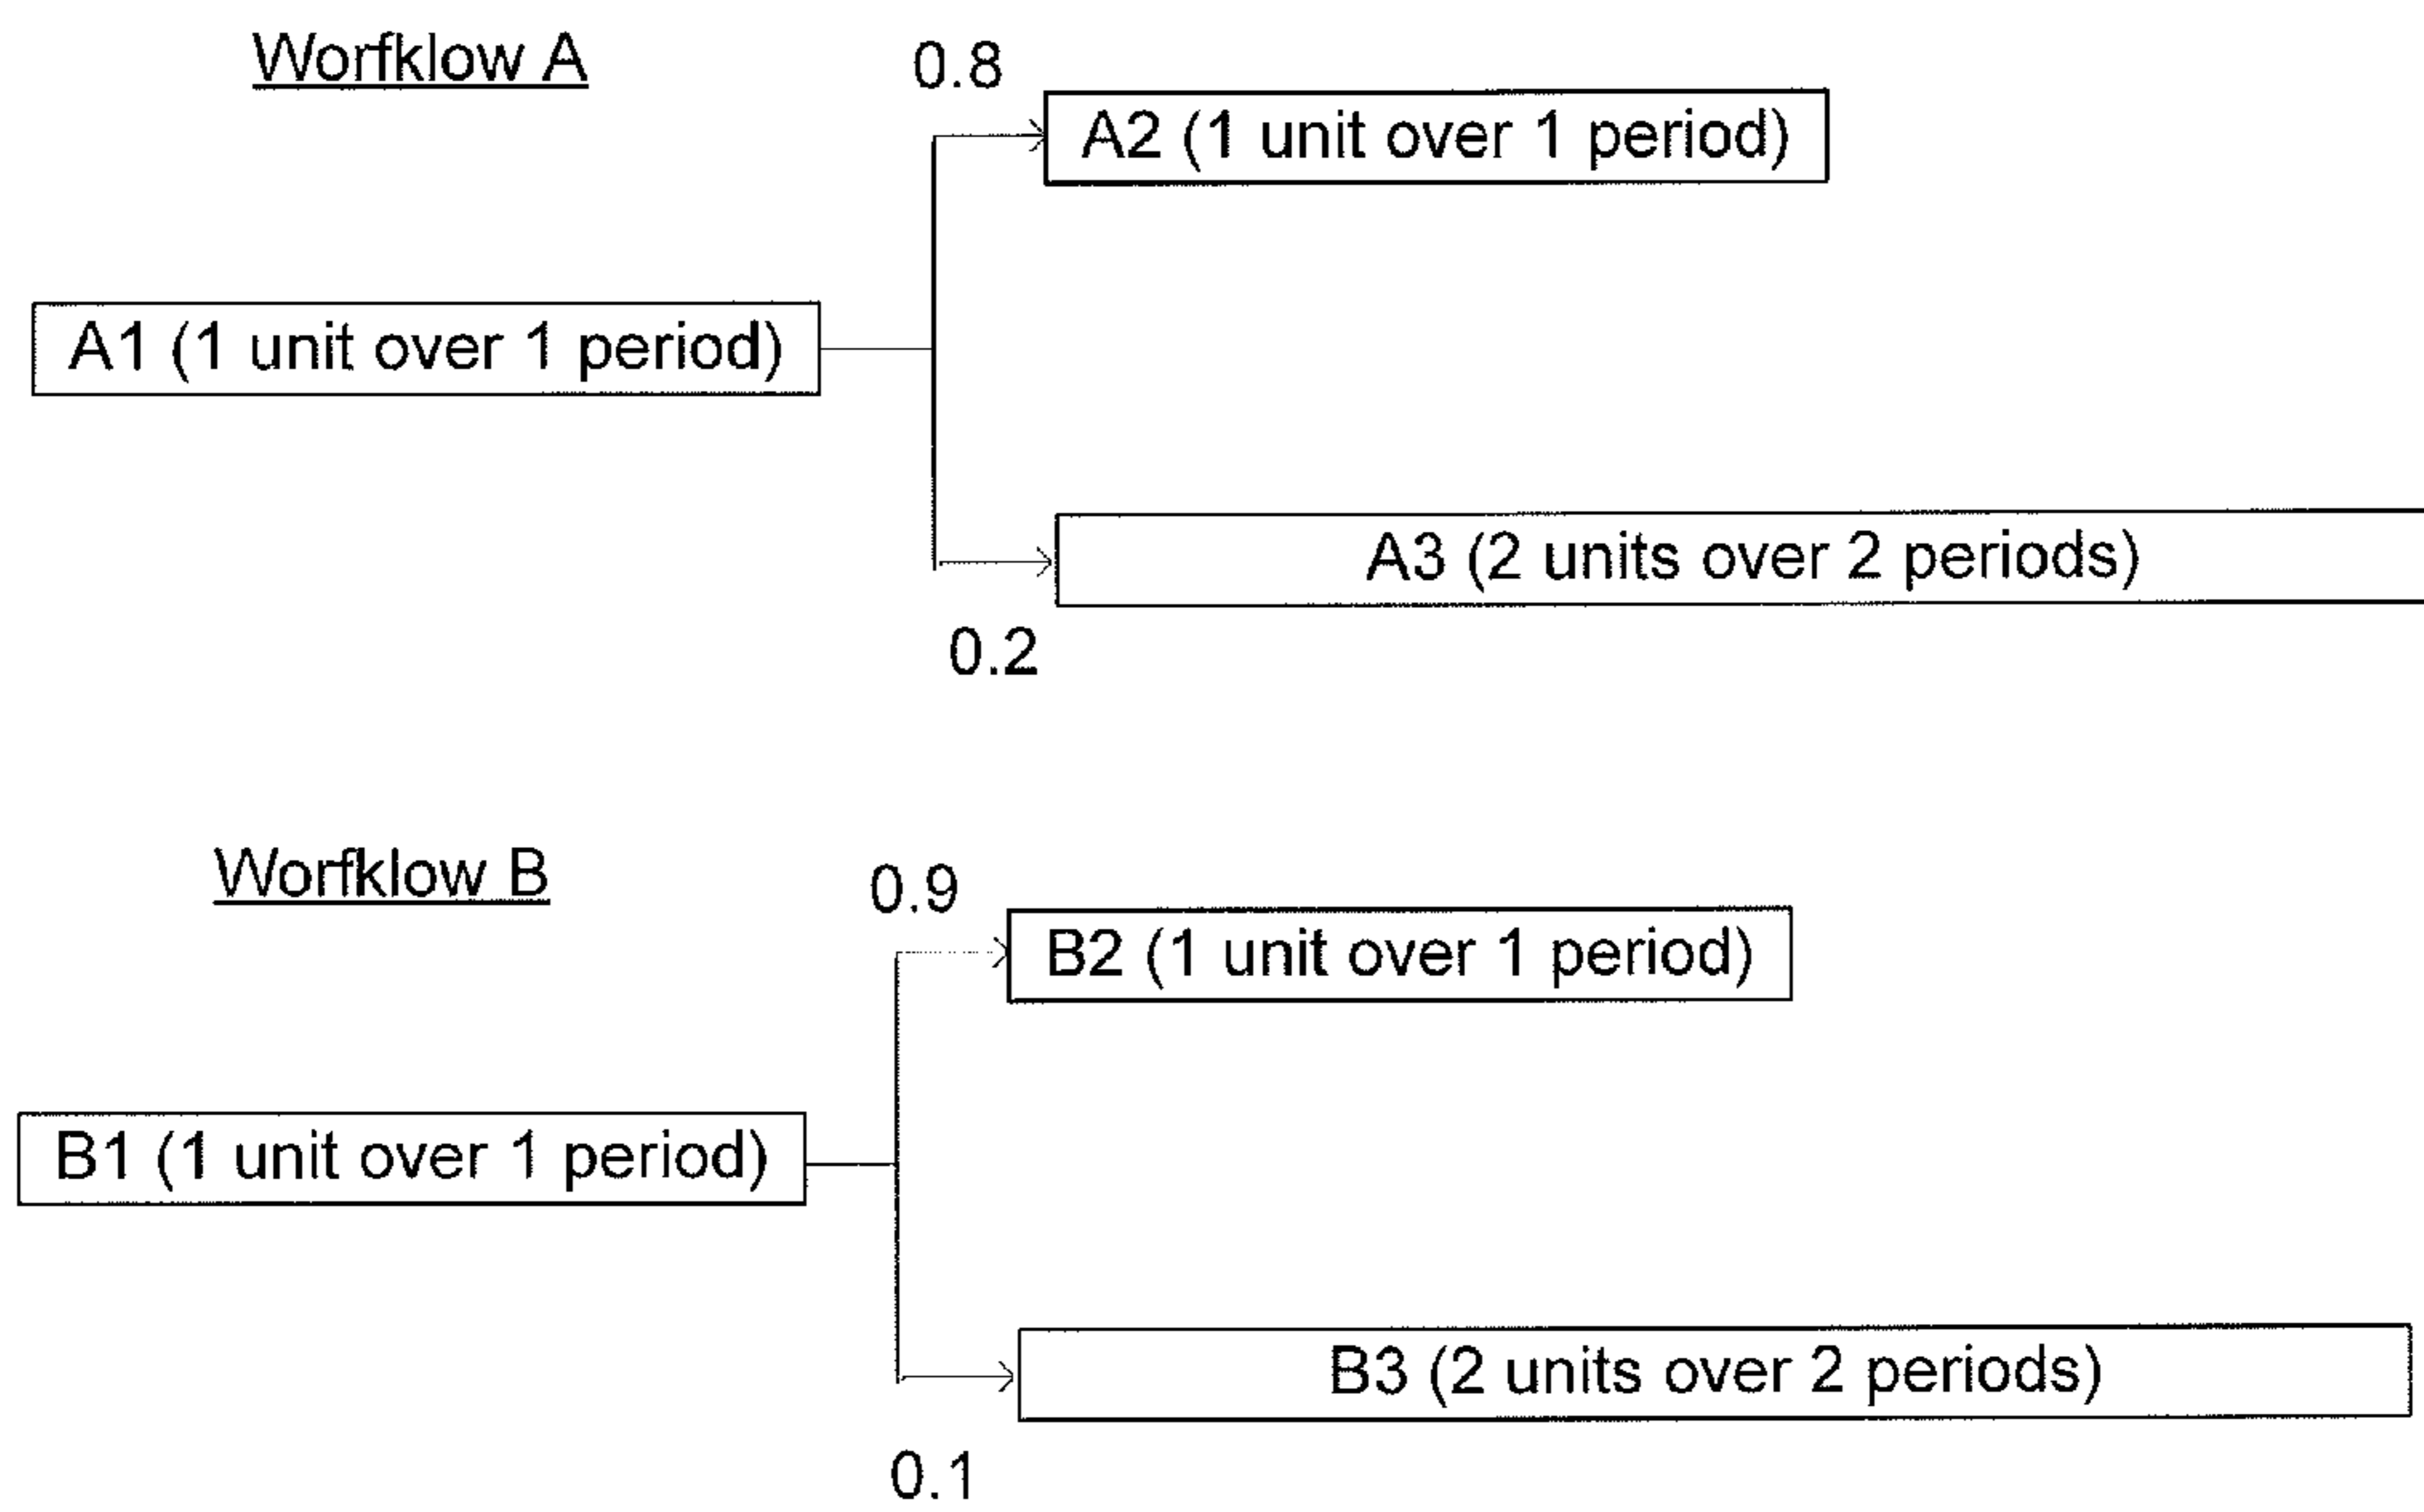 Worfklow A
0.8
A2 (1 unit over 1 period)
A1 (1 unit over 1 period)
A3 (2 units over 2 periods)
0.2
Worfklow B
0.9
B2 (1 unit over 1 period)
B1 (1 unit over 1 period)
B3 (2 units over 2 periods)
0.1